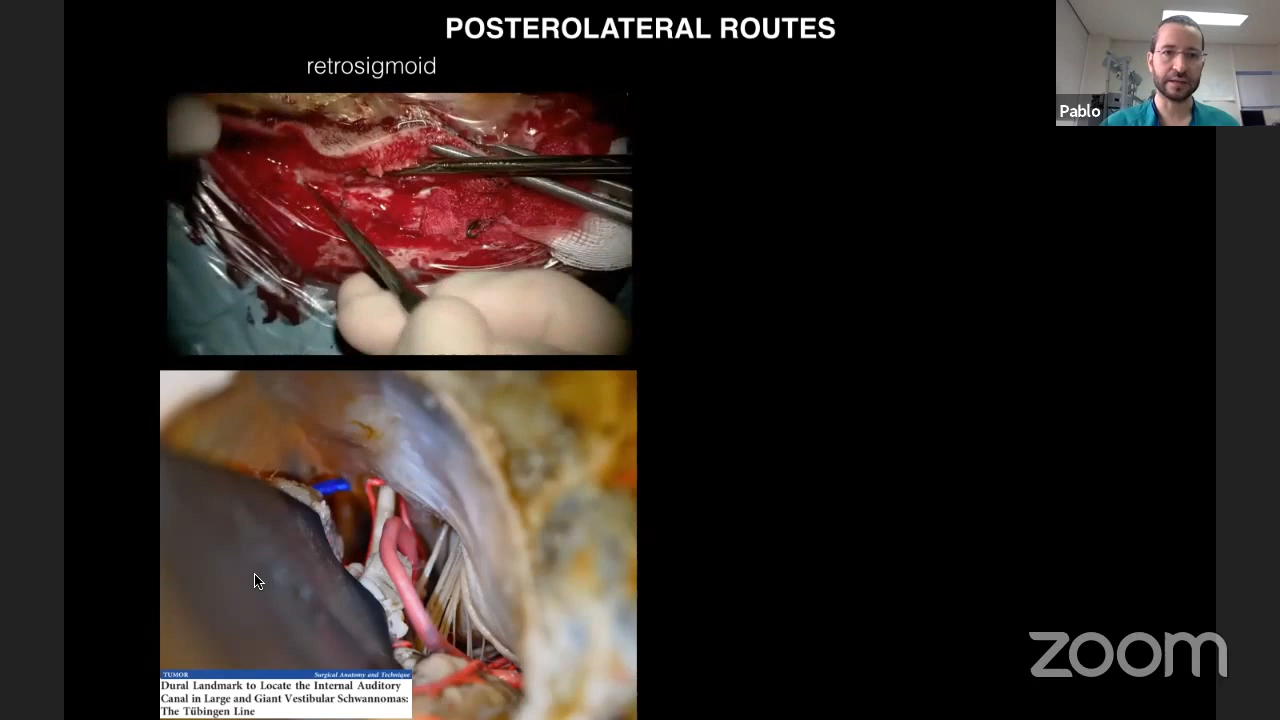 POSTEROLATERAL ROUTES
retrosigmoid
Pablo
TUMOR Surgical Anatomy and Technique
Dural Landmark to Locate the Internal Auditory
Canal in Large and Giant Vestibular Schwannomas:
The Tübingen Line
zoom